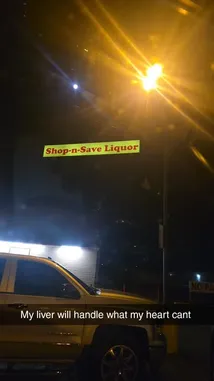 Shop-n-Save Liquor
My liver will handle what my heart cant